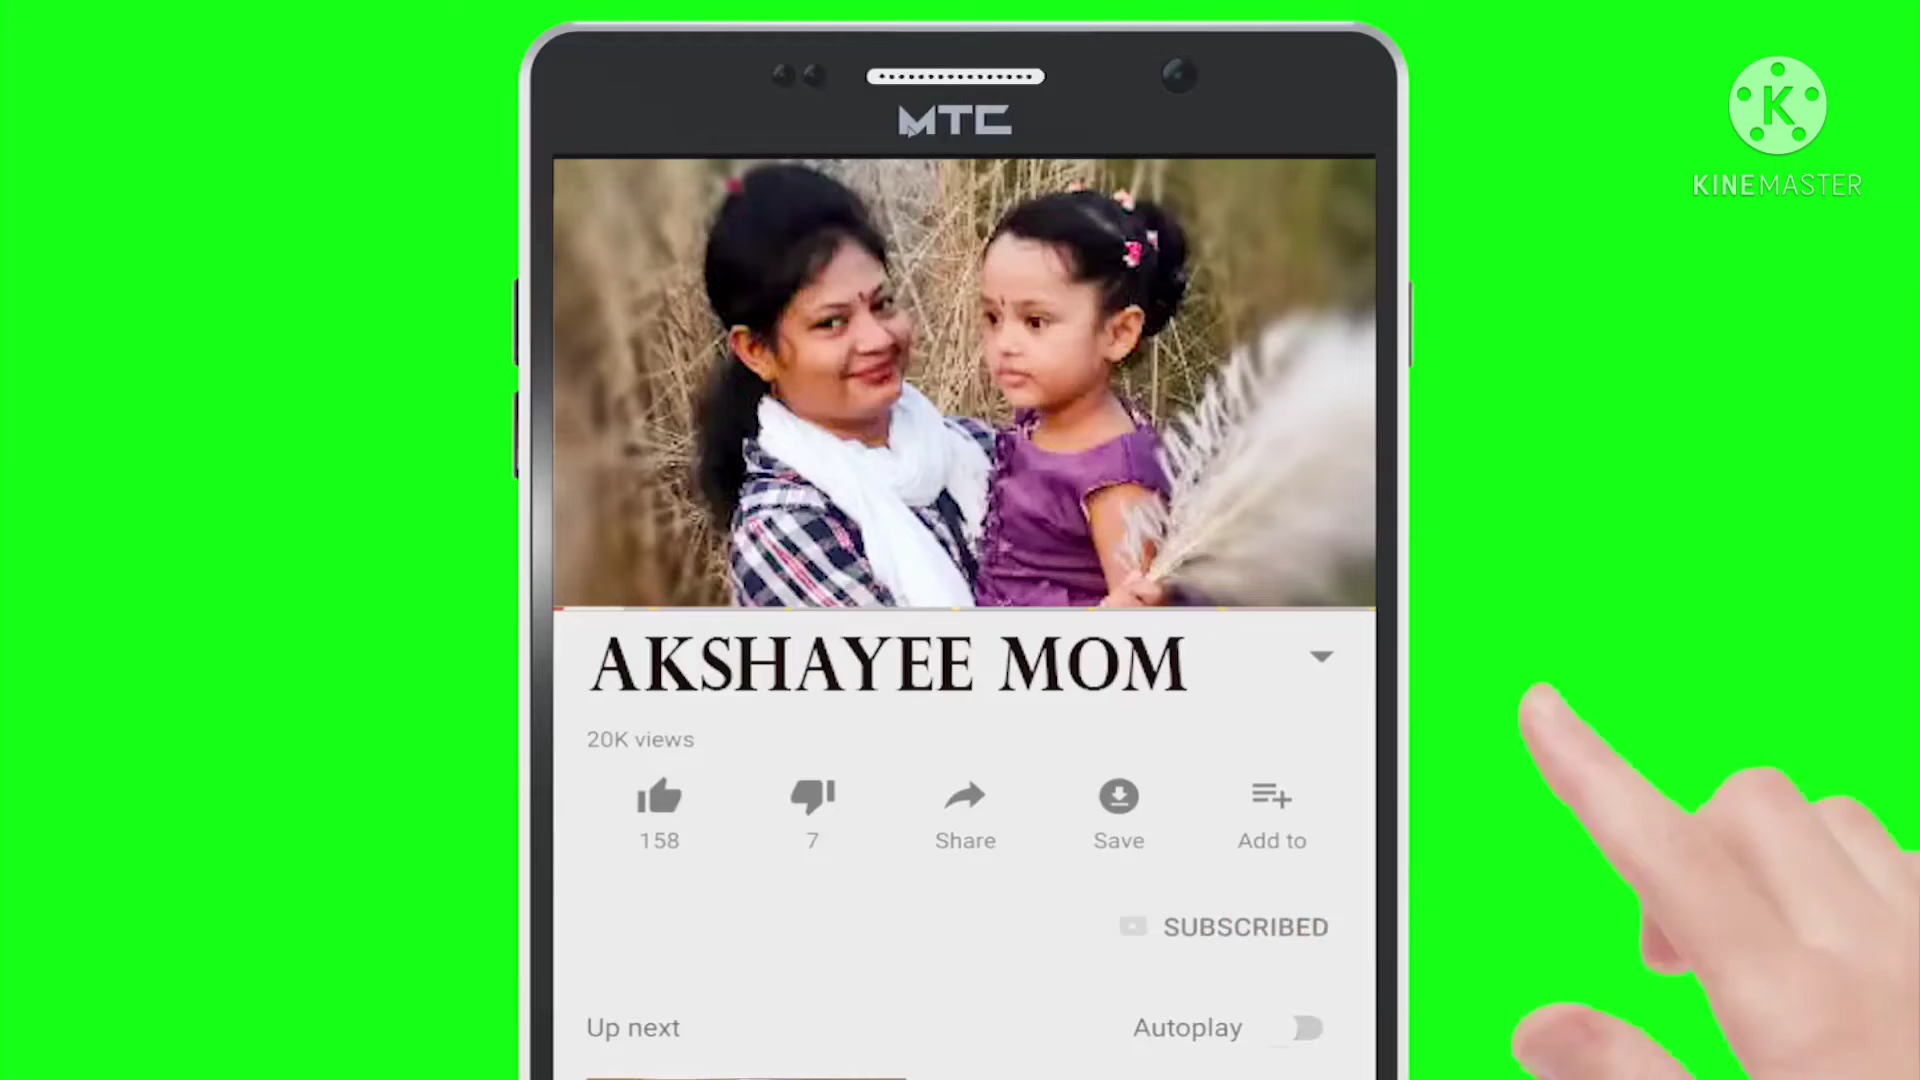 MTC
K
KINEMASTER
AKSHAYEE MOM
20K views
158
7
Share
Save
Add to
SUBSCRIBED
Up next
Autoplay